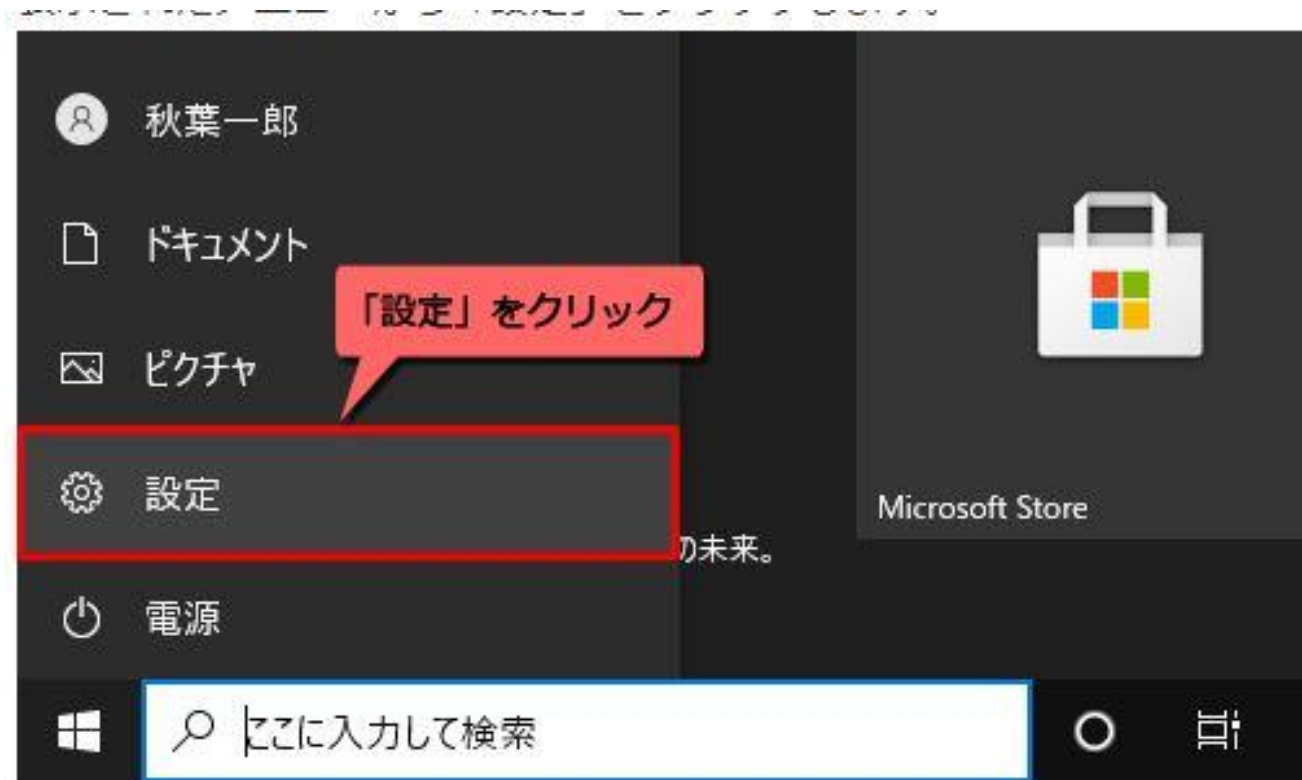 秋葉一郎
ドキュメント
「設定」をクリック
ピクチャ
設定
Microsoft Store
の未来。
電源
ここに入力して検索